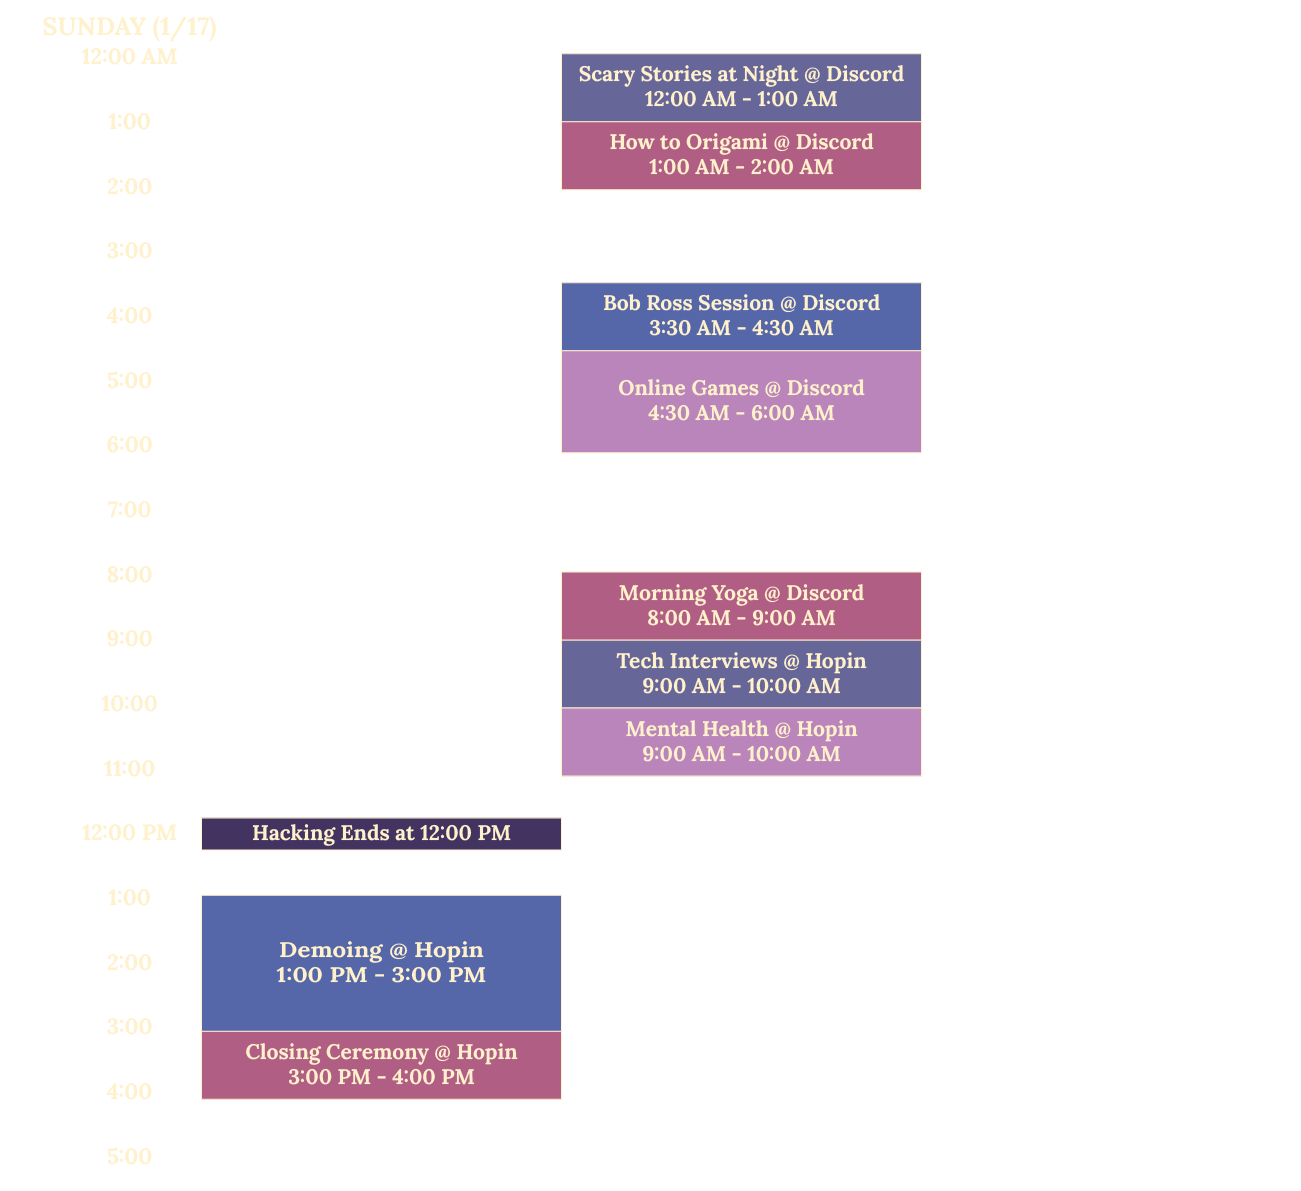 SUNDAY (1/17)
12:00 AM
Scary Stories at Night @ Discord
12:00 AM - 1:00 AM
1:00
How to Origami @ Discord
1:00 AM - 2:00 AM
2:00
3:00
Bob Ross Session @ Discord
3:30 AM - 4:30 AM
4:00
5:00
Online Games @ Discord
4:30 AM - 6:00 AM
6:00
7:00
8:00
Morning Yoga @ Discord
8:00 AM - 9:00 AM
9:00
Tech Interviews @ Hopin
9:00 AM - 10:00 AM
10:00
Mental Health @ Hopin
9:00 AM - 10:00 AM
11:00
12:00 PM
Hacking Ends at 12:00 PM
1:00
Demoing @ Hopin
1:00 PM - 3:00 PM
2:00
3:00
Closing Ceremony @ Hopin
3:00 PM - 4:00 PM
4:00
5:00